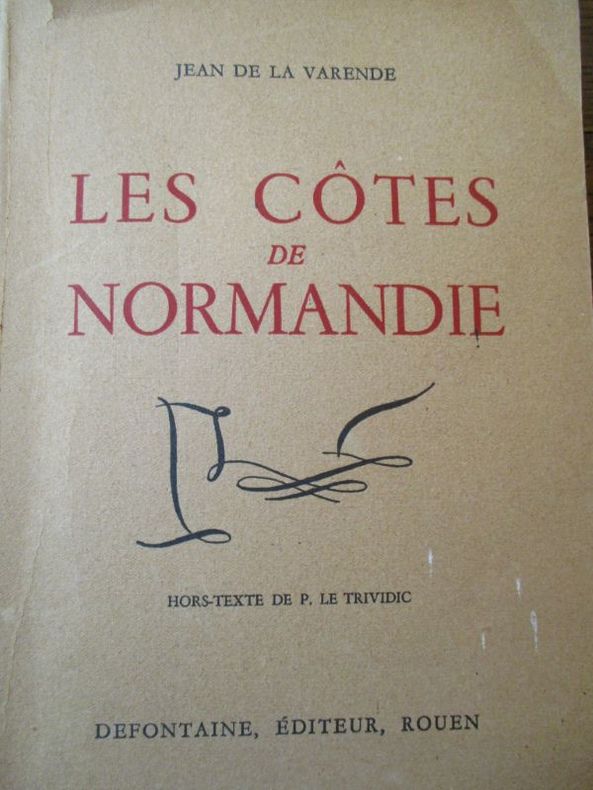 JEAN DE LA VARENDE
LES CÔTES
DE
NORMANDIE
HORS-TEXTE DE P. LE TRIVIDIC
DEFONTAINE, ÉDITEUR, ROUEN